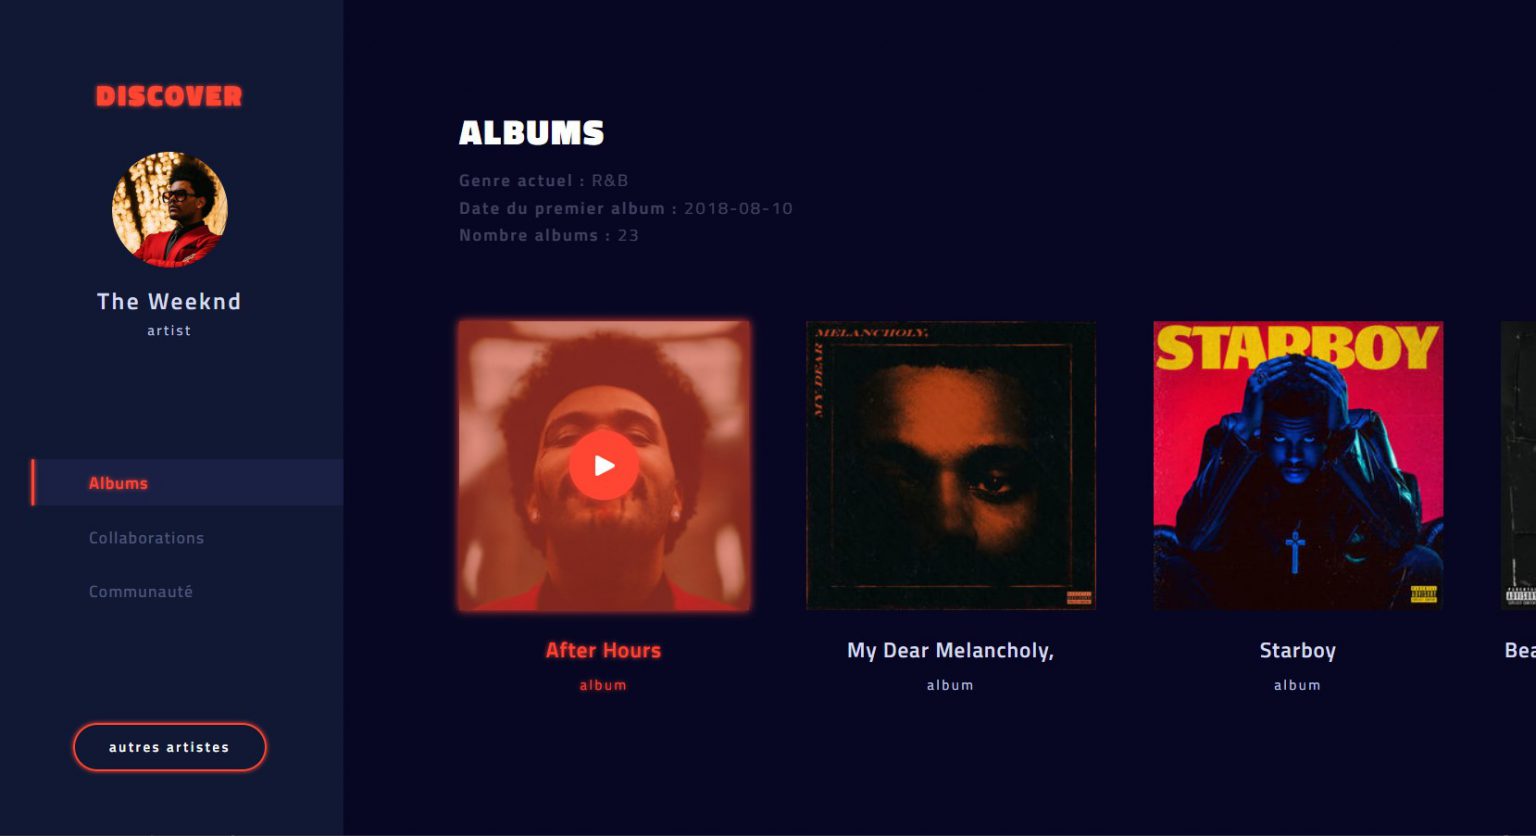 DISCOVER
The Weeknd
artist
Albums
Collaborations
Communauté
autres artistes
ALBUMS
Genre actuel : R&B
Date du premier album : 2018-08-10
Nombre albums : 23
MELANCHOLY,
MY DEAR
STARBOY
After Hours
album
My Dear Melancholy,
album
Starboy
album
Bea